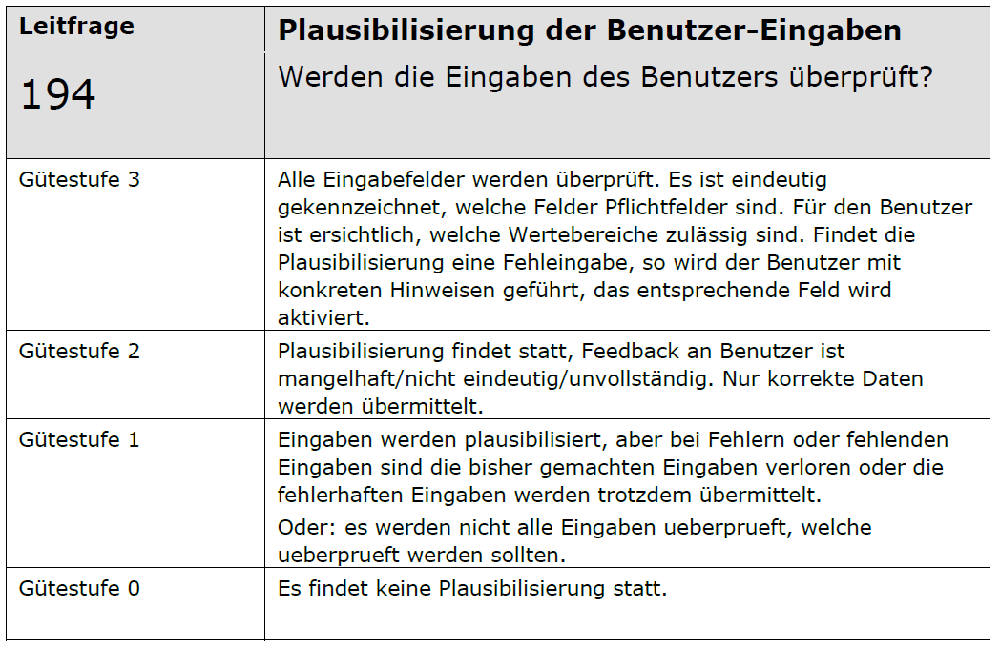 Leitfrage
Plausibilisierung der Benutzer-Eingaben
194
Werden die Eingaben des Benutzers überprüft?
Gütestufe 3
Alle Eingabefelder werden überprüft. Es ist eindeutig
gekennzeichnet, welche Felder Pflichtfelder sind. Für den Benutzer
ist ersichtlich, welche Wertebereiche zulässig sind. Findet die
Plausibilisierung eine Fehleingabe, so wird der Benutzer mit
konkreten Hinweisen geführt, das entsprechende Feld wird
aktiviert.
Gütestufe 2
Plausibilisierung findet statt, Feedback an Benutzer ist
mangelhaft/nicht eindeutig/unvollständig. Nur korrekte Daten
werden übermittelt.
Gütestufe 1
Eingaben werden plausibilisiert, aber bei Fehlern oder fehlenden
Eingaben sind die bisher gemachten Eingaben verloren oder die
fehlerhaften Eingaben werden trotzdem übermittelt.
Oder: es werden nicht alle Eingaben ueberprueft, welche
ueberprueft werden sollten.
Gütestufe 0
Es findet keine Plausibilisierung statt.